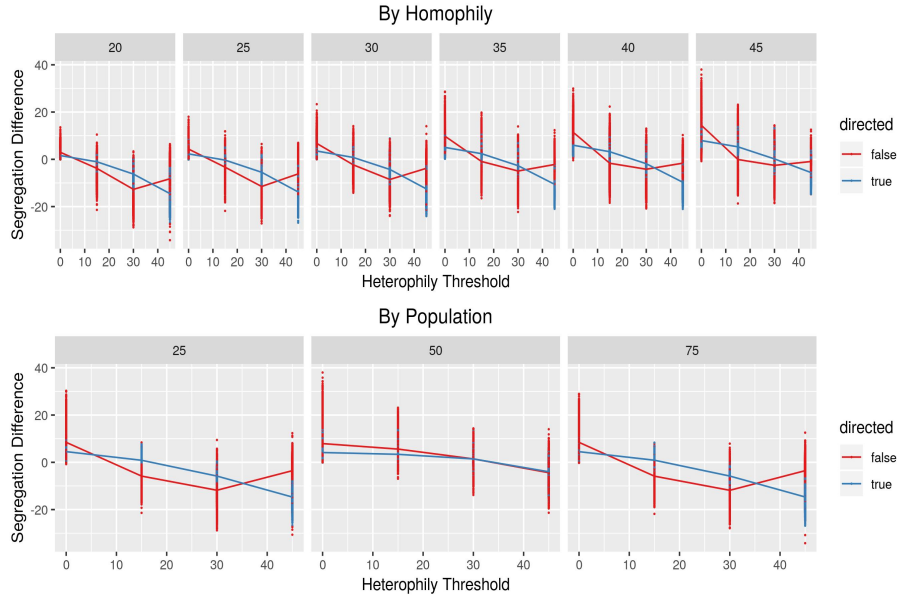 By Homophily
20 25 30 35 40 45
40
20
0
-20
Segregation Difference
0 10 20 30 40 0 10 20 30 40 0 10 20 30 40 0 10 20 30 40 0 10 20 30 40 0 10 20 30 40
Heterophily Threshold
directed
false
true
By Population
25 50 75
40
20
0
-20
Segregation Difference
0 10 20 30 40 0 10 20 30 40 0 10 20 30 40
Heterophily Threshold
directed
false
true